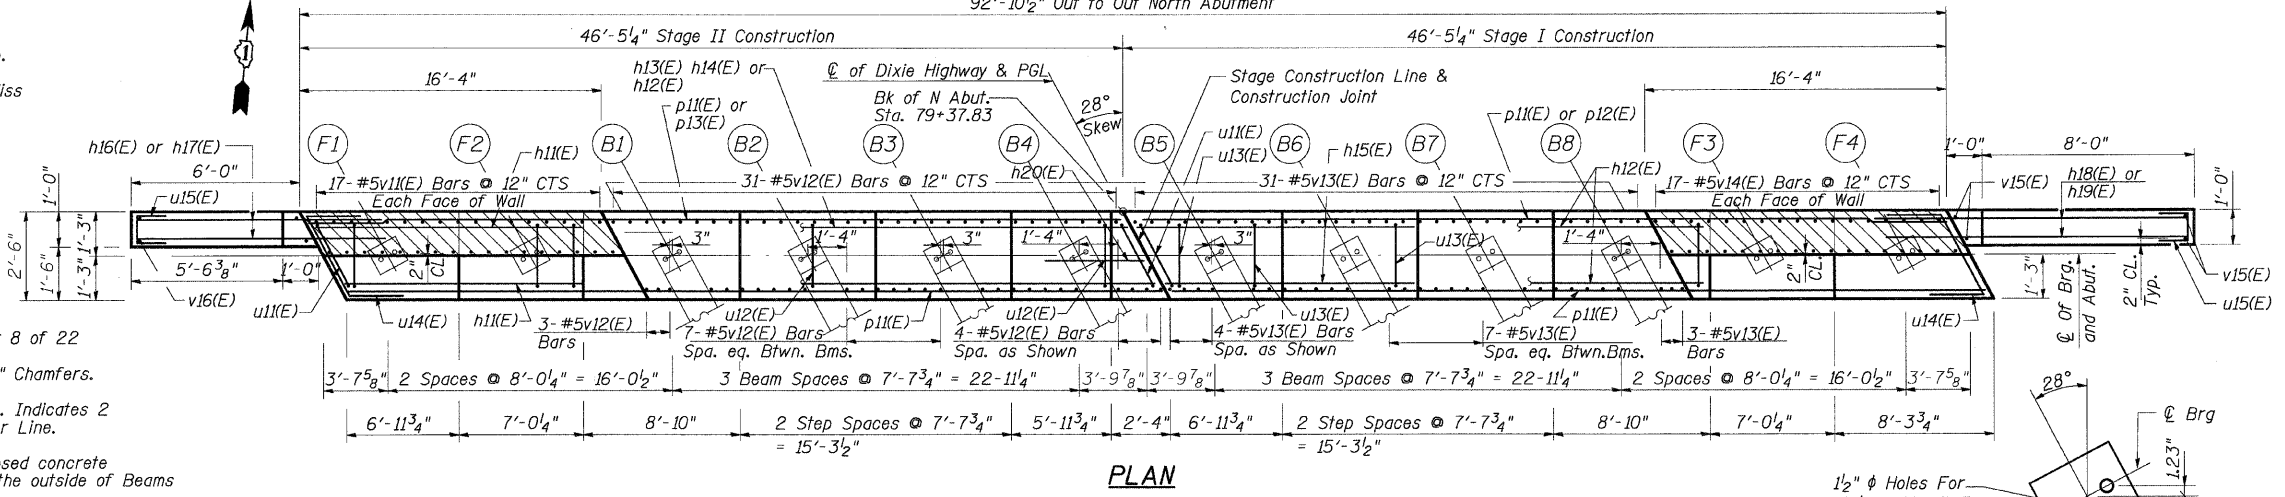 92'-10½" Out to Out North Abutment
46'-5¼" Stage II Construction
46'-5¼" Stage I Construction
16'-4"
h13(E) h14(E) or
h12(E)
p11(E) or
p13(E)
℄ of Dixie Highway & PGL
Bk of N Abut.
Sta. 79+37.83
28°
Skew
Stage Construction Line &
Construction Joint
16'-4"
u11(E)
u13(E)
p11(E) or p12(E)
h16(E) or h17(E)
6'-0"
F1
F2
B1
B2
B3
B4
B5
B6
B7
B8
F3
F4
h11(E)
h20(E)
h15(E)
h12(E)
1'-0"
8'-0"
17-#5v11(E) Bars @ 12" CTS
Each Face of Wall
31-#5v12(E) Bars @ 12" CTS
31-#5v13(E) Bars @ 12" CTS
17-#5v14(E) Bars @ 12" CTS
Each Face of Wall
v15(E)
h18(E) or
h19(E)
u15(E)
1'-0"
1'-3"
2'-6"
1'-6"
1'-3"
3"
1'-4"
3"
1'-4"
3"
u13(E)
1'-4"
2"
CL.
2"
CL.
1'-0"
5'-6⅜"
1'-0"
v16(E)
u11(E)
u14(E)
h11(E)
3-#5v12(E)
Bars
u12(E)
7-#5v12(E) Bars
Spa. eq. Btwn. Bms.
p11(E)
u12(E)
4-#5v12(E) Bars
Spa. as Shown
u13(E)
4-#5v13(E) Bars
Spa. as Shown
7-#5v13(E)
Spa. eq. Btwn.Bms.
p11(E)
3-#5v13(E)
Bars
u14(E)
1'-3"
℄ Of Brg.
and Abut.
2" CL.
Typ.
v15(E)
u15(E)
3'-7⅝"
2 Spaces @ 8'-0¼" = 16'-0½"
3 Beam Spaces @ 7'-7¾" = 22'-11¼"
3'-9⅞"
3'-9⅞"
3 Beam Spaces @ 7'-7¾" = 22'-11¼"
2 Spaces @ 8'-0¼" = 16'-0½"
3'-7⅝"
6'-11¾"
7'-0¼"
8'-10"
2 Step Spaces @ 7'-7¾"
= 15'-3½"
5'-11¾"
2'-4"
6'-11¾"
2 Step Spaces @ 7'-7¾"
= 15'-3½"
8'-10"
7'-0¼"
8'-3¾"
PLAN
8 of 22
" Chamfers.
. Indicates 2
r Line.
sed concrete
the outside of Beams
28°
℄ Brg
1.23"
1½" ϕ Holes For